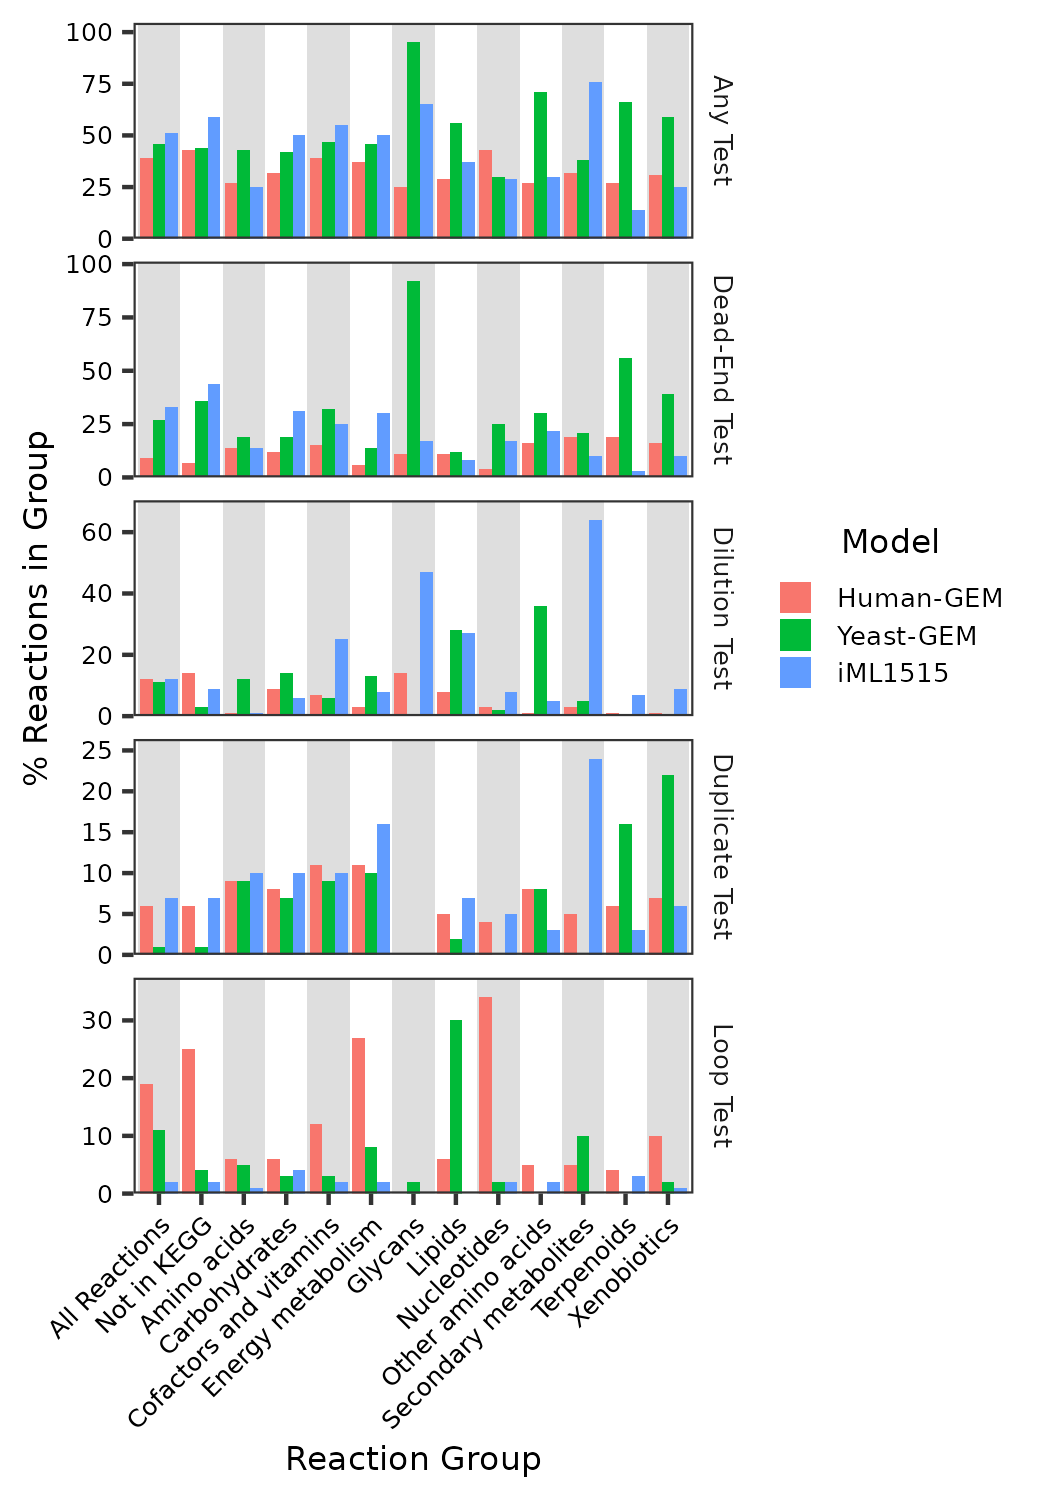 % Reactions in Group
100
75
50
25
0
Any Test
100
75
50
25
0
Dead-End Test
60
40
20
0
Dilution Test
25
20
15
10
5
0
Duplicate Test
30
20
10
0
Loop Test
All Reactions
Not in KEGG
Amino acids
Carbohydrates
Cofactors and vitamins
Energy metabolism
Glycans
Lipids
Nucleotides
Other amino acids
Secondary metabolites
Terpenoids
Xenobiotics
Reaction Group
Model
Human-GEM
Yeast-GEM
iML1515